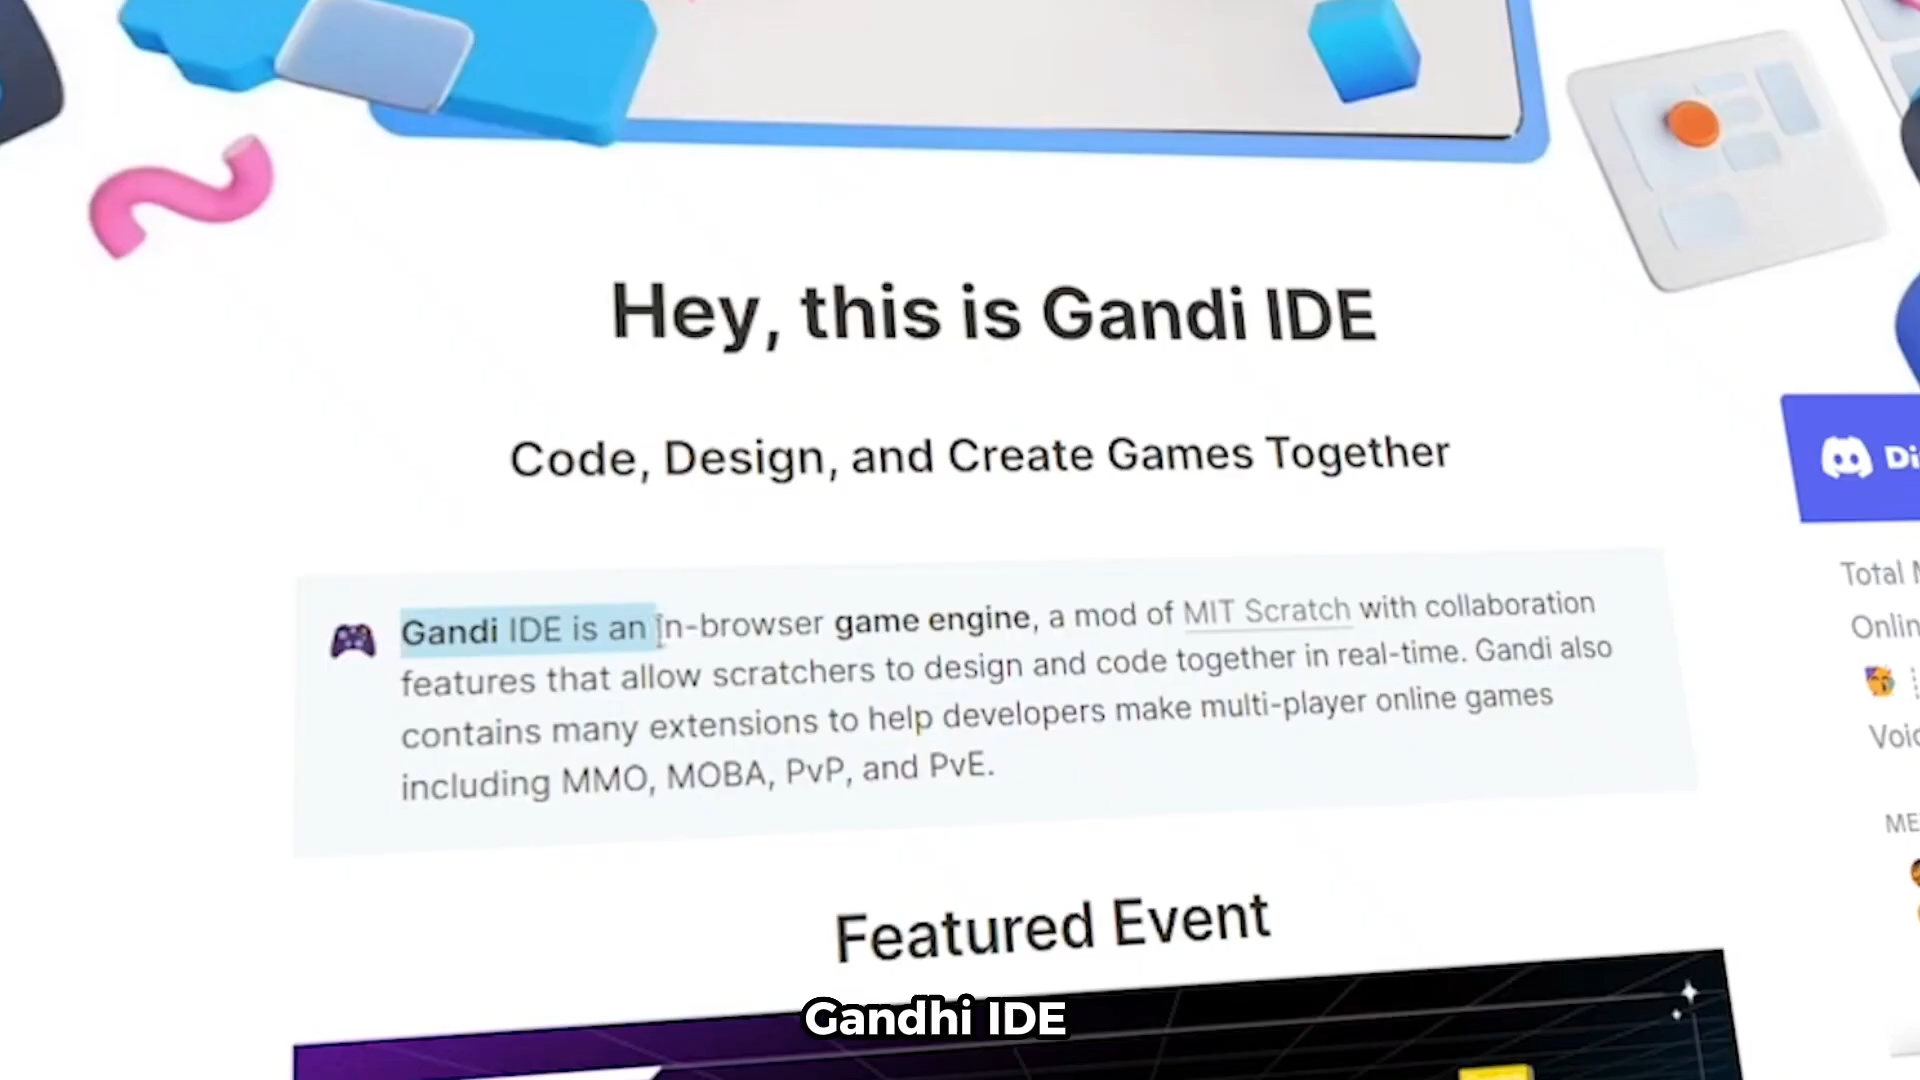 Hey, this is Gandi IDE
Code, Design, and Create Games Together
Gandi IDE is an in-browser game engine, a mod of MIT Scratch with collaboration
features that allow scratchers to design and code together in real-time. Gandi also
contains many extensions to help developers make multi-player online games
including MMO, MOBA, PvP, and PvE.
Featured Event
Gandhi IDE
Total